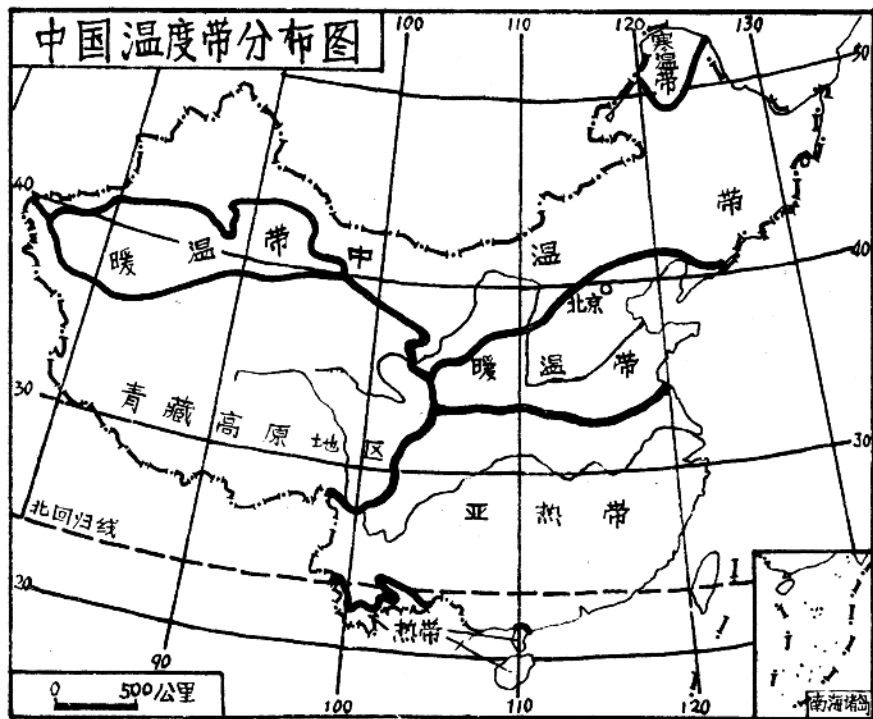 中国温度带分布图
100
110
120
130
寒温带
50
50
40
暖温带
中温带
40
北京
暖温带
30
青藏高原地区
30
亚热带
北回归线
20
热带
90
0 500公里
100
110
120
南海诸岛